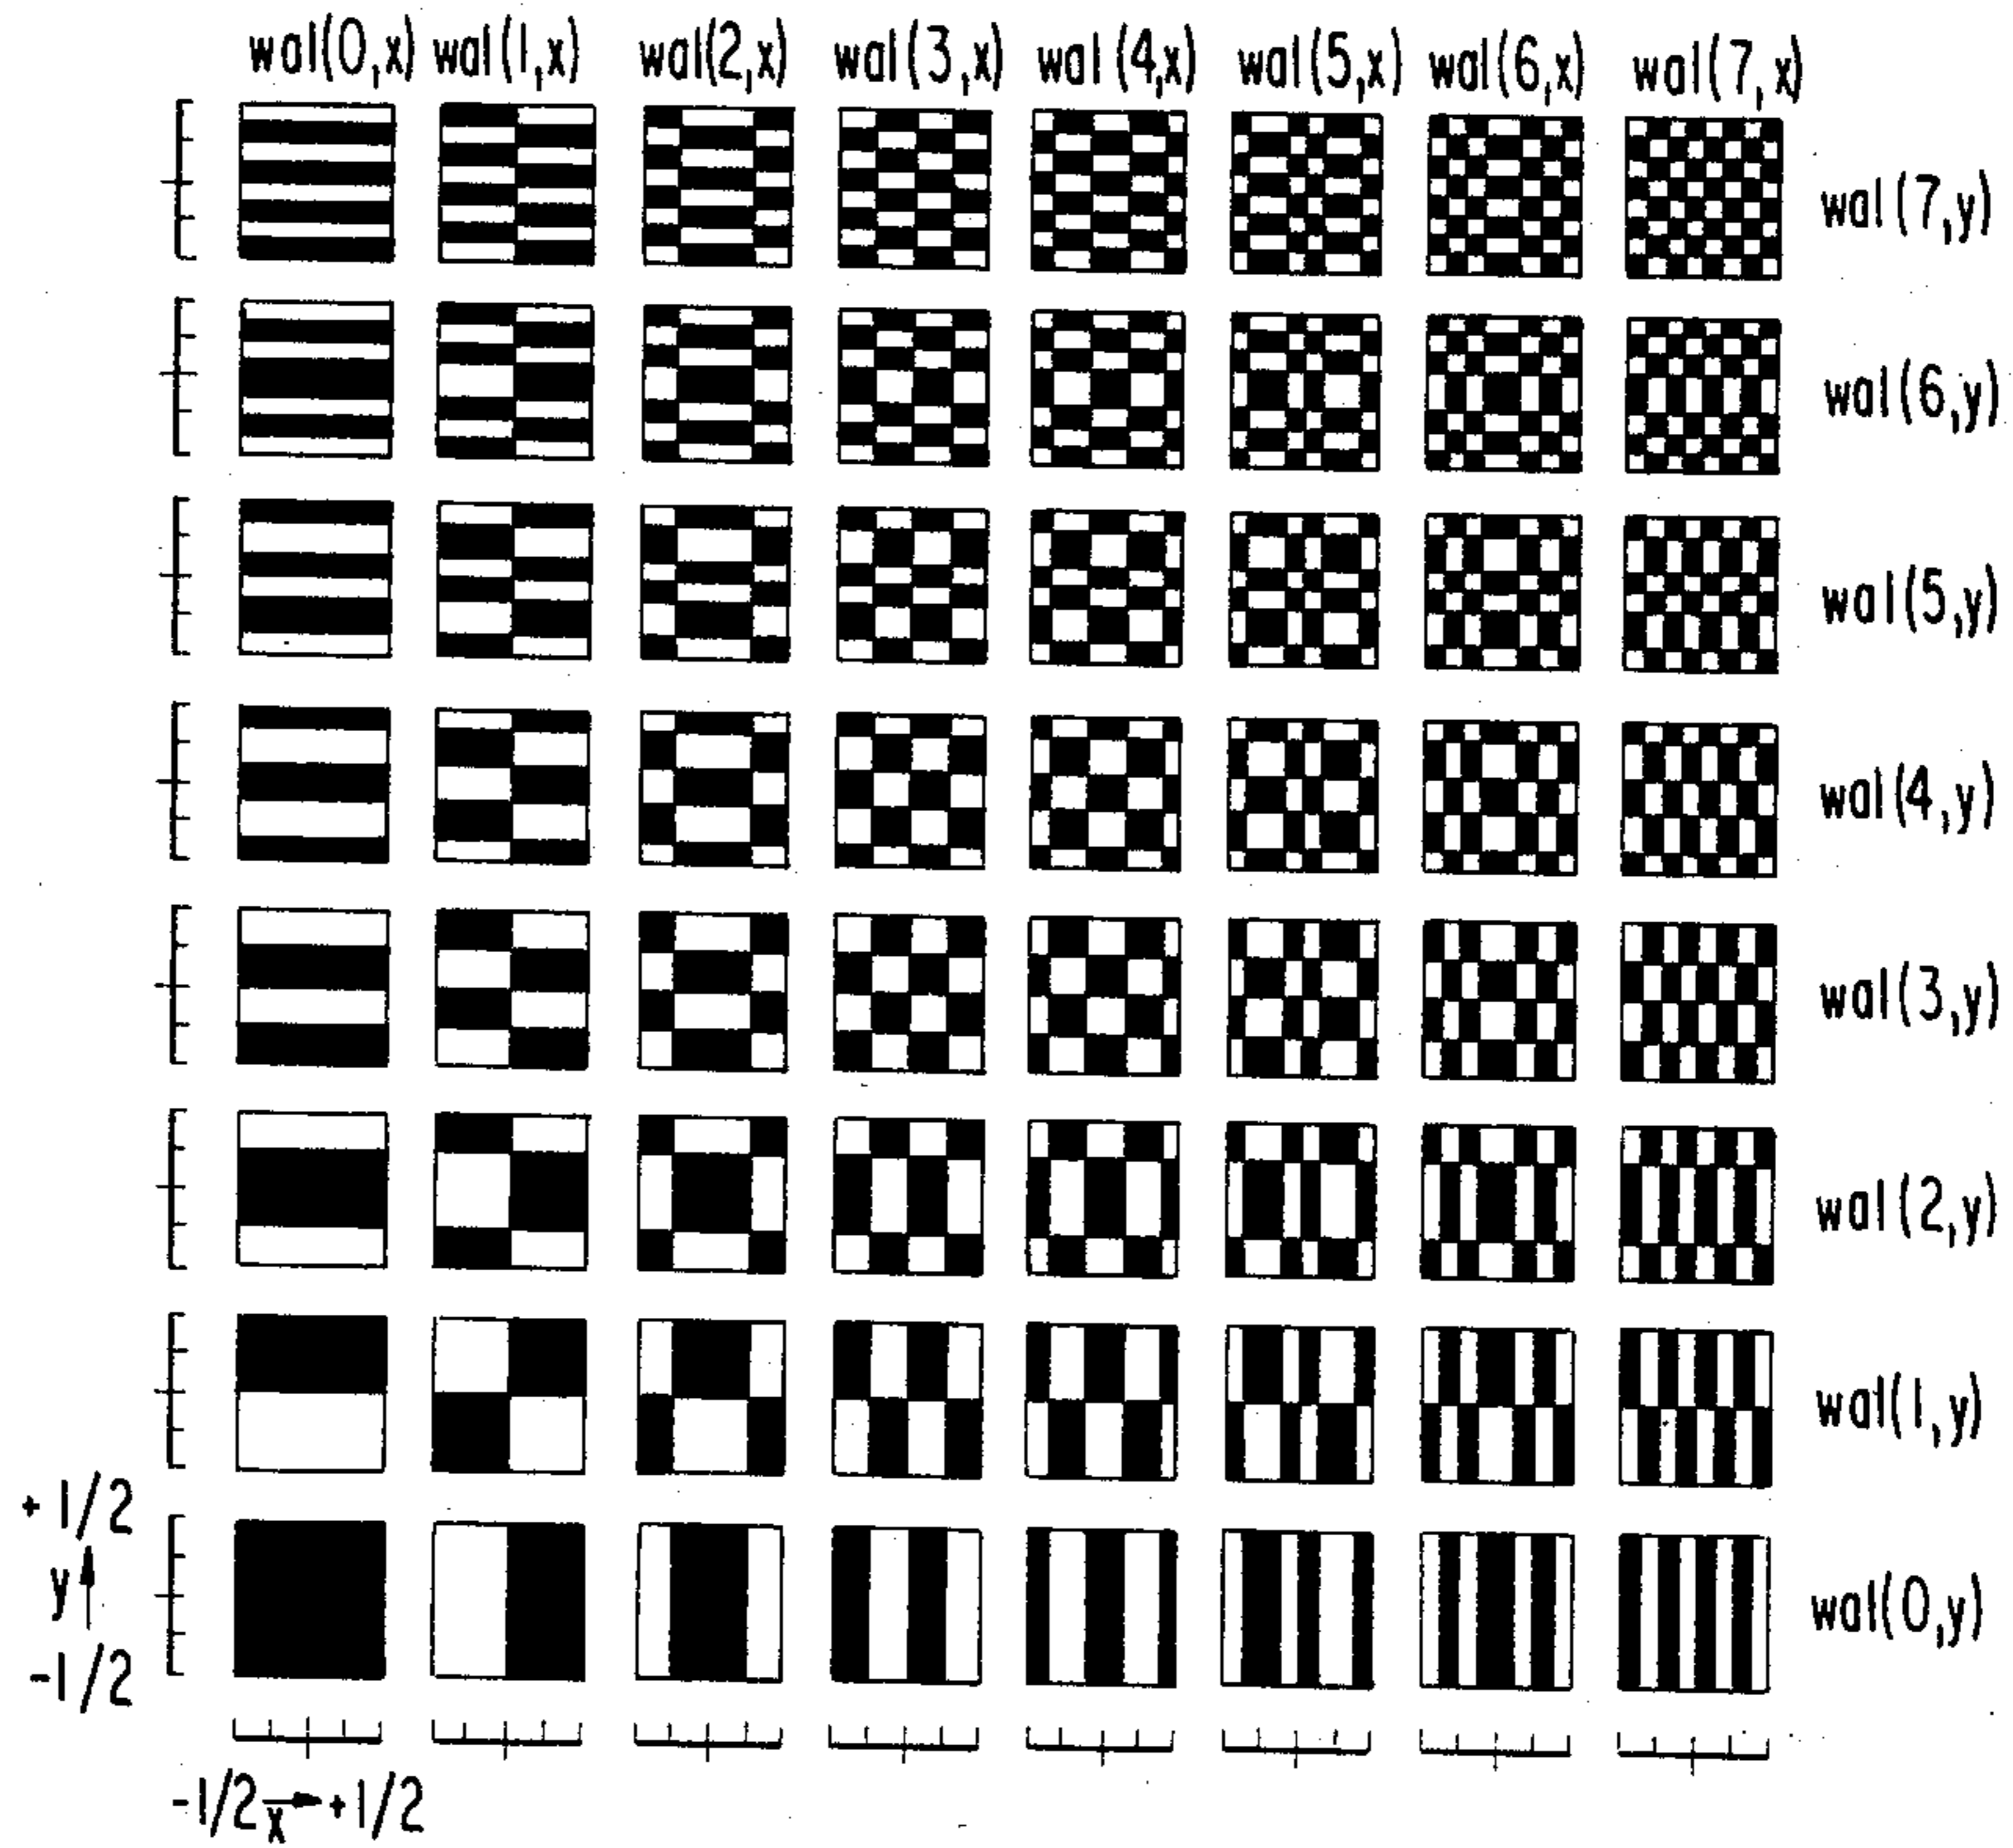 wal(0,x) wal(1,x) wal(2,x) wal(3,x) wal(4,x) wal(5,x) wal(6,x) wal(7,x)
wal(7,y)
wal(6,y)
wal(5,y)
wal(4,y)
wal(3,y)
wal(2,y)
wal(1,y)
+1/2
y
-1/2
wal(0,y)
-1/2 x +1/2